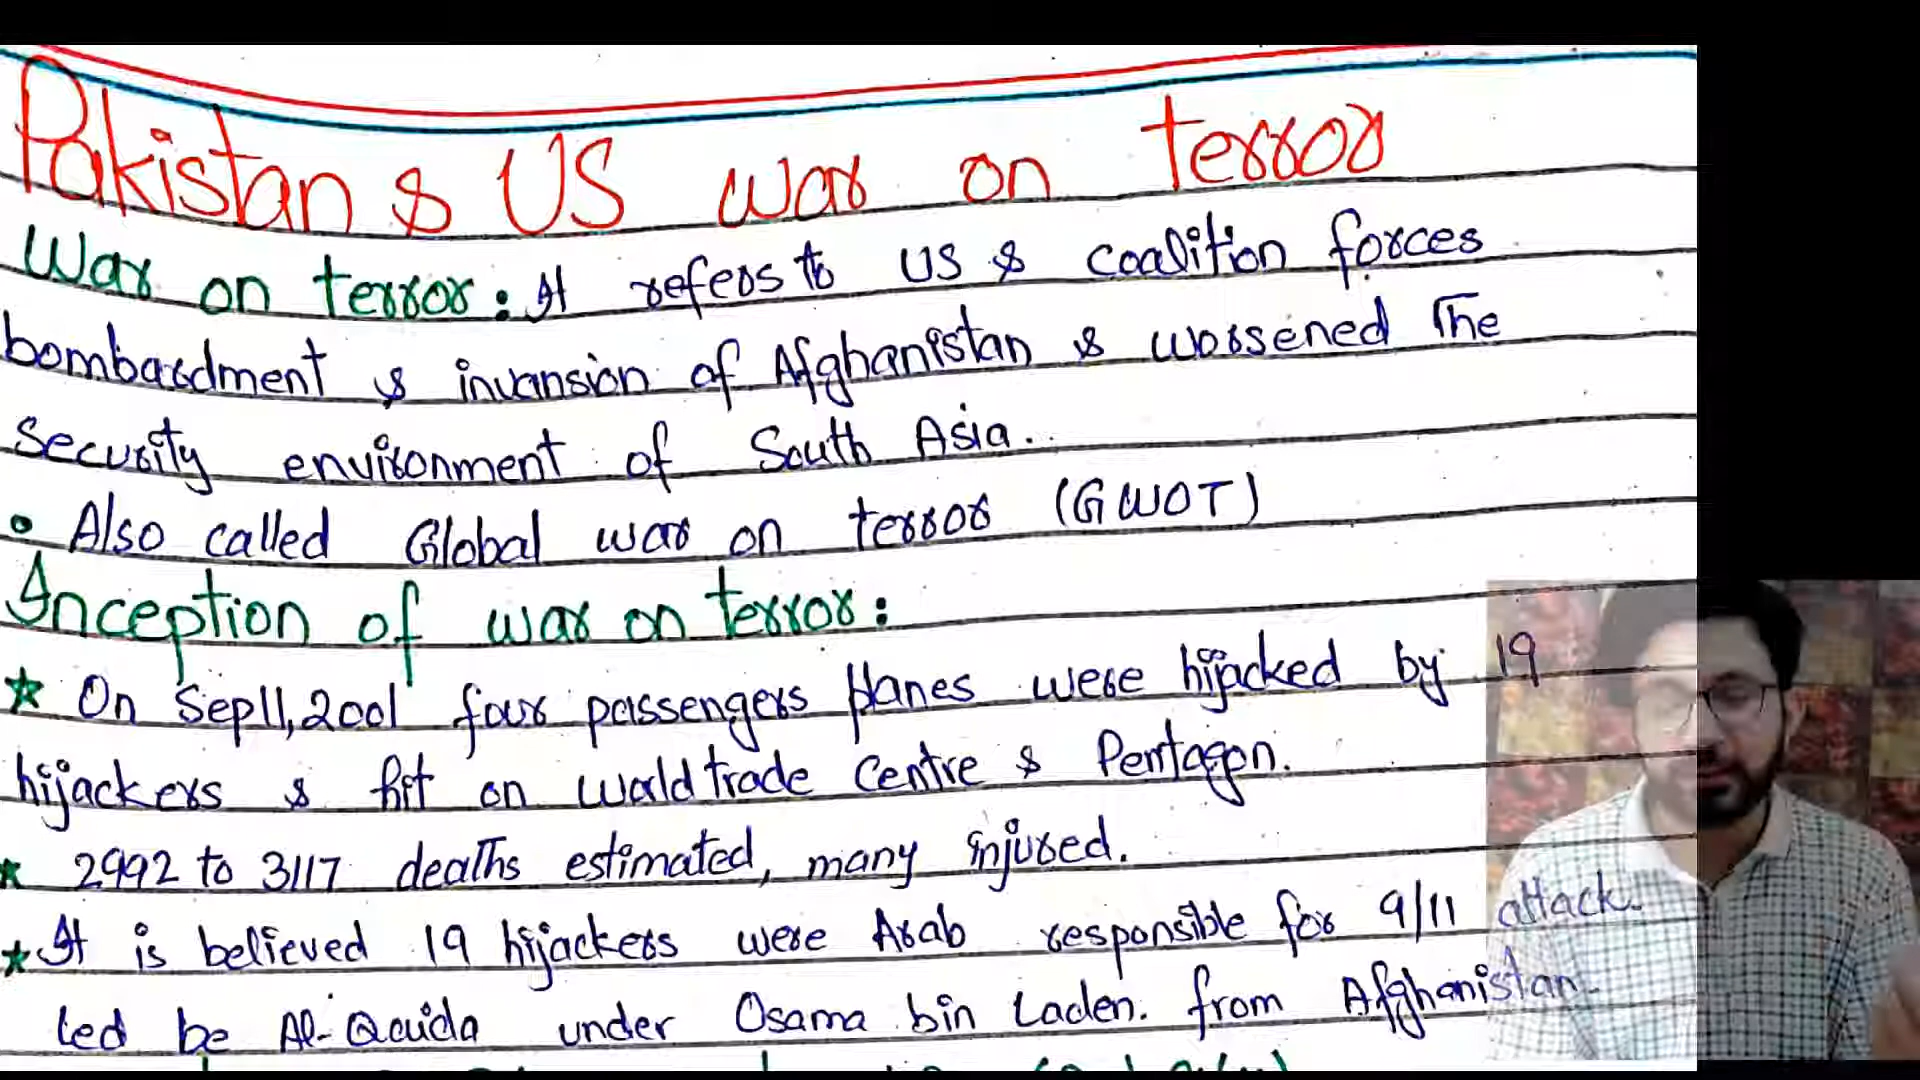 Pakistan & US war on terror
War on terror: It refers to US & coalition forces
bombardment & invansion of Afghanistan & worsened The
Security environment of South Asia.
• Also called Global war on terror (GWOT)
Inception of war on terror:
★ On Sep11,2001 four passengers planes were hijacked by 19
hijackers & hit on world trade Centre & Pentagon.
★ 2992 to 3117 deaths estimated, many injured.
★ It is believed 19 hijackers were Arab responsible for 9/11 attack.
led be Al-Qauida under Osama bin Laden. from Afghanistan